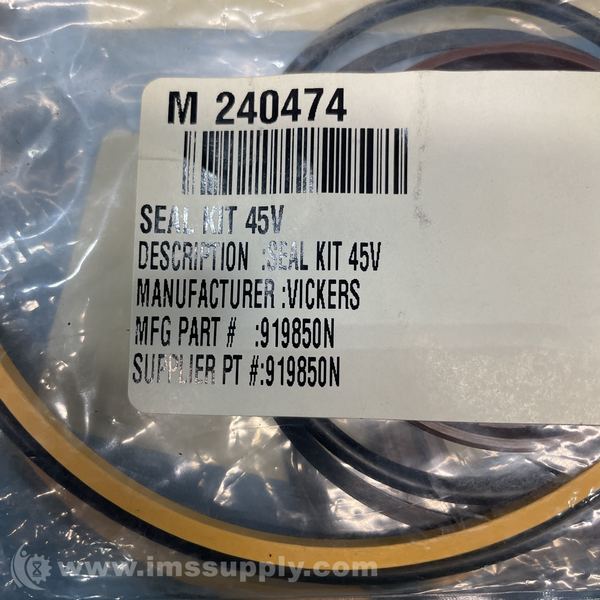 M 240474
SEAL KIT 45V
DESCRIPTION :SEAL KIT 45V
MANUFACTURER :VICKERS
MFG PART # :919850N
SUPPLIER PT #:919850N
www.imssupply.com